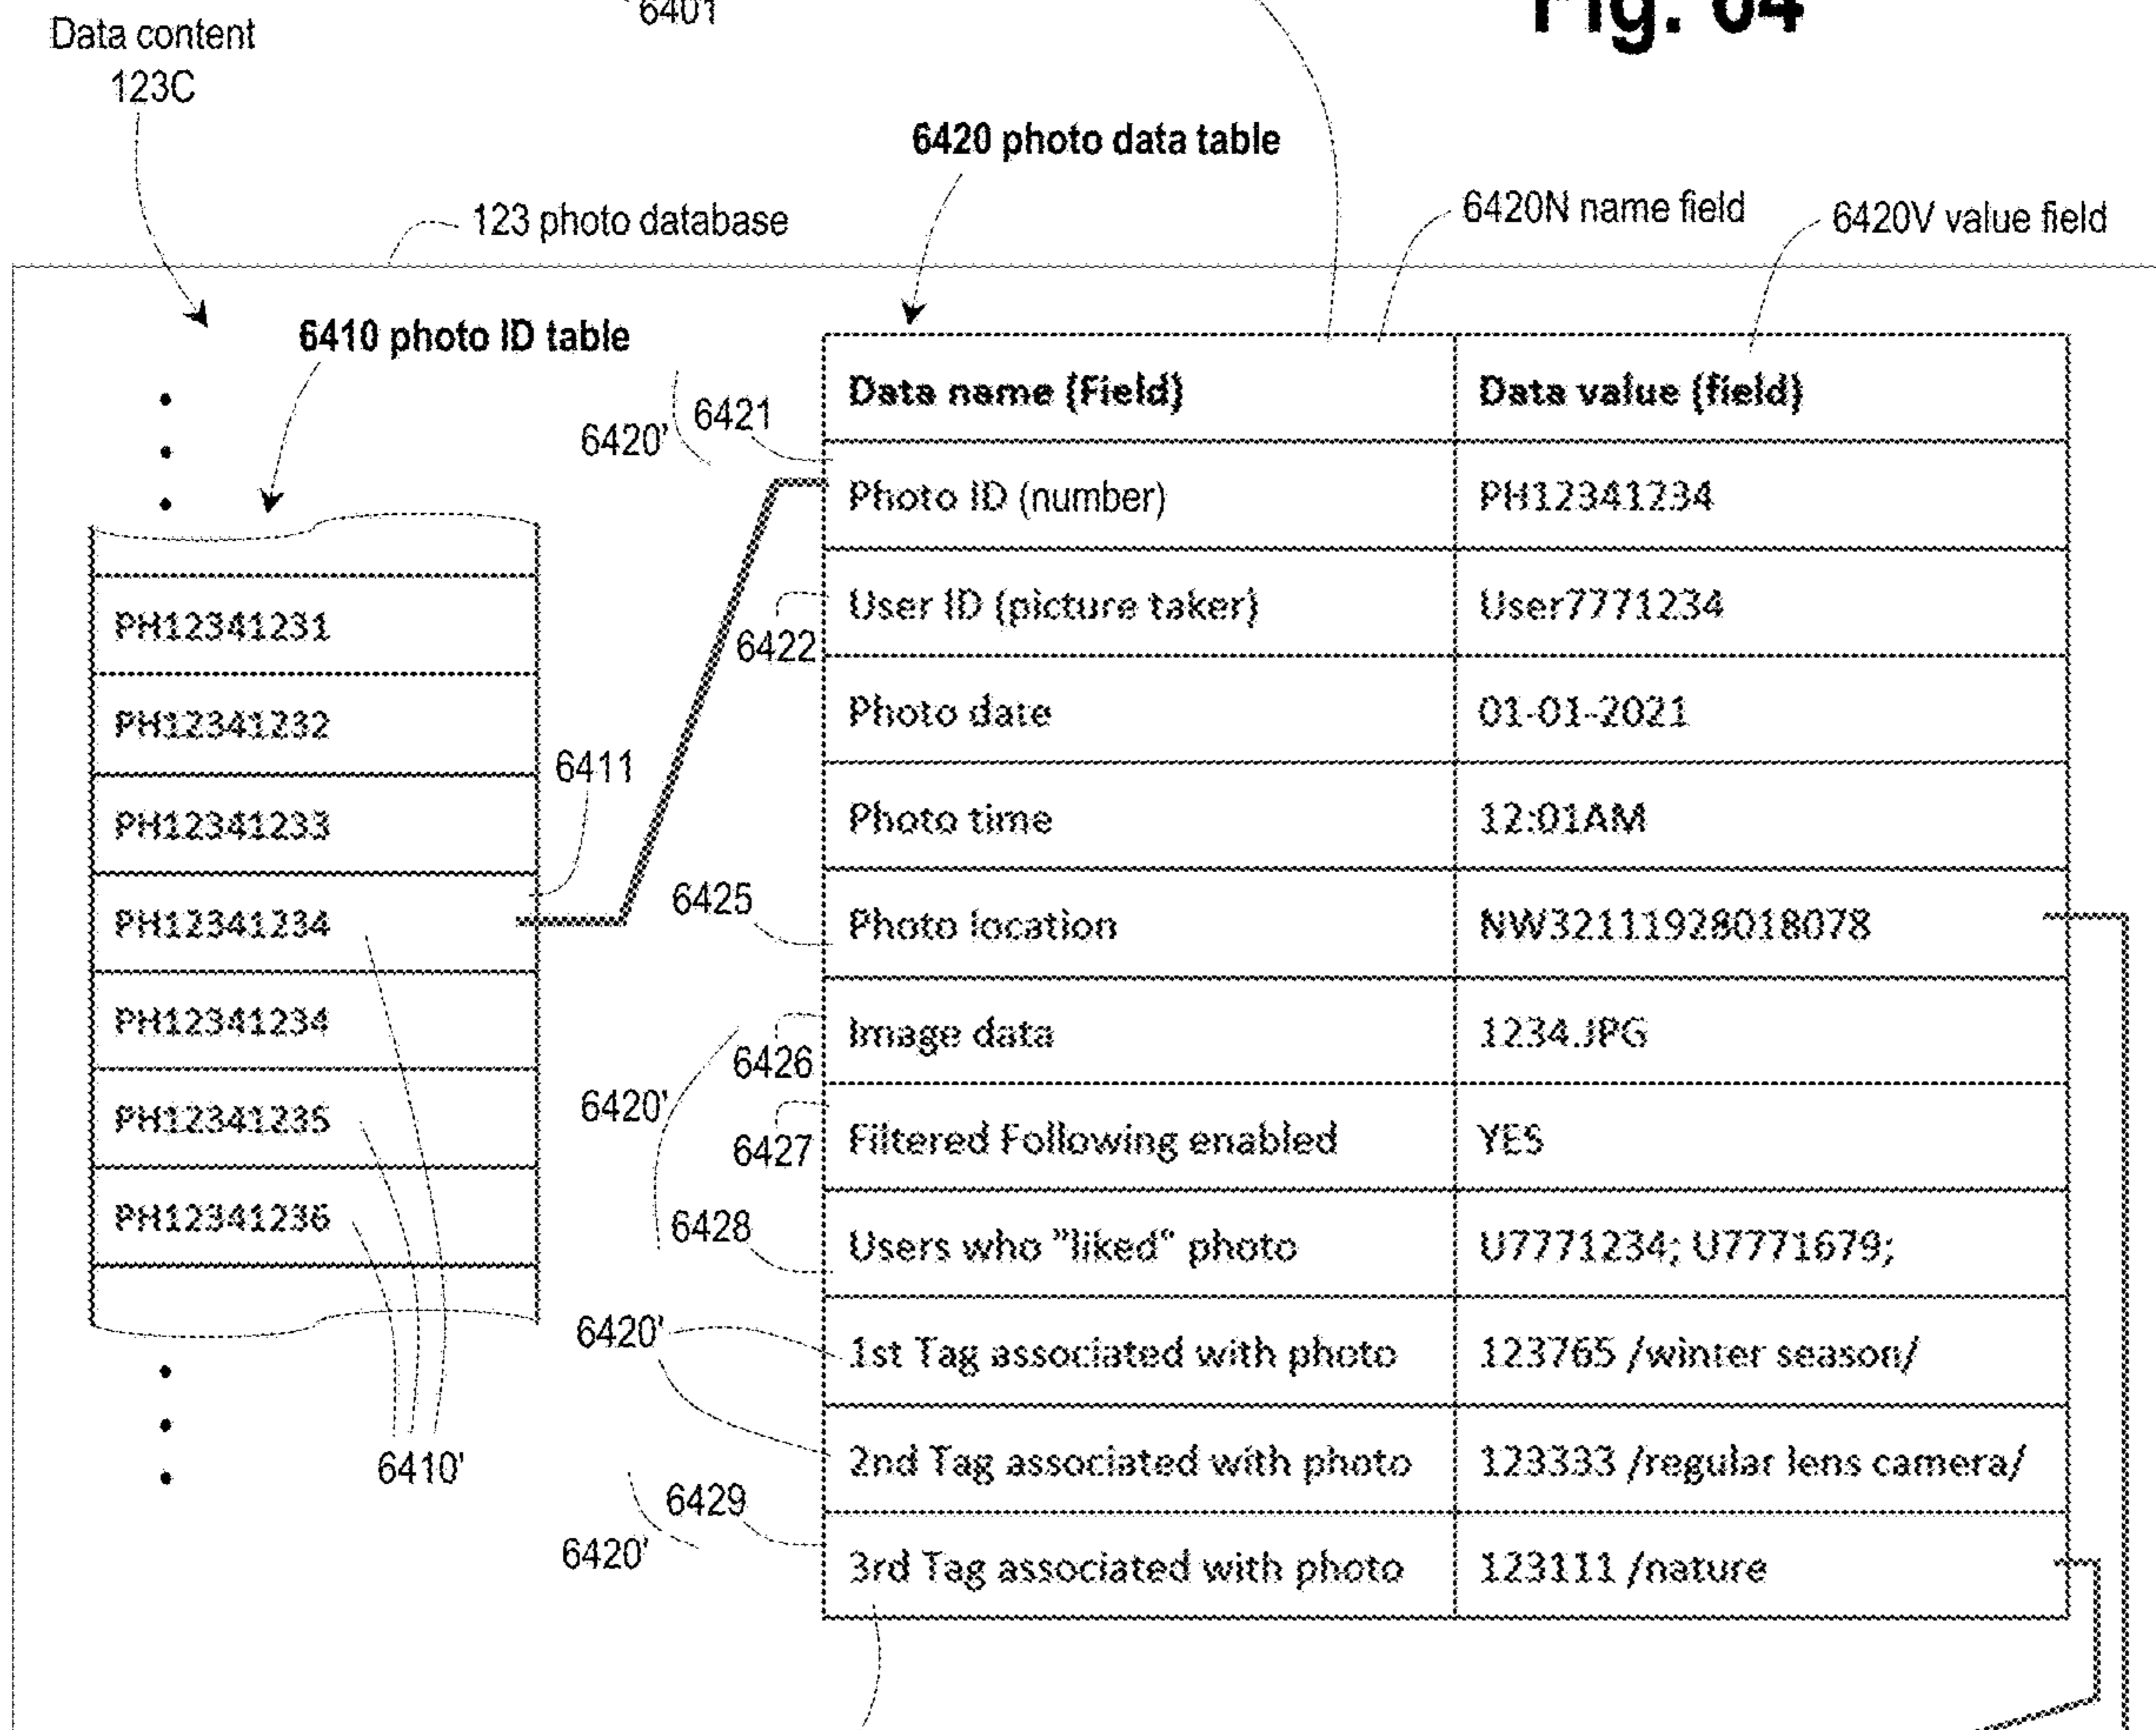 6401
Fig. 64
Data content
123C
6420 photo data table
123 photo database
6420N name field
6420V value field
6410 photo ID table
6420'
6421
Data name (Field) Data value (field)
Photo ID (number) PH12341234
6422
User ID (picture taker) User7771234
Photo date 01-01-2021
Photo time 12:01AM
6425
Photo location NW32111928018078
6426
Image data 1234.JPG
6420'
6427
Filtered Following enabled YES
6428
Users who "liked" photo U7771234; U7771679;
6420'
1st Tag associated with photo 123765 /winter season/
2nd Tag associated with photo 123333 /regular lens camera/
6429
6420'
3rd Tag associated with photo 123111 /nature
PH12341231
PH12341232
6411
PH12341233
PH12341234
PH12341234
PH12341235
PH12341236
6410'